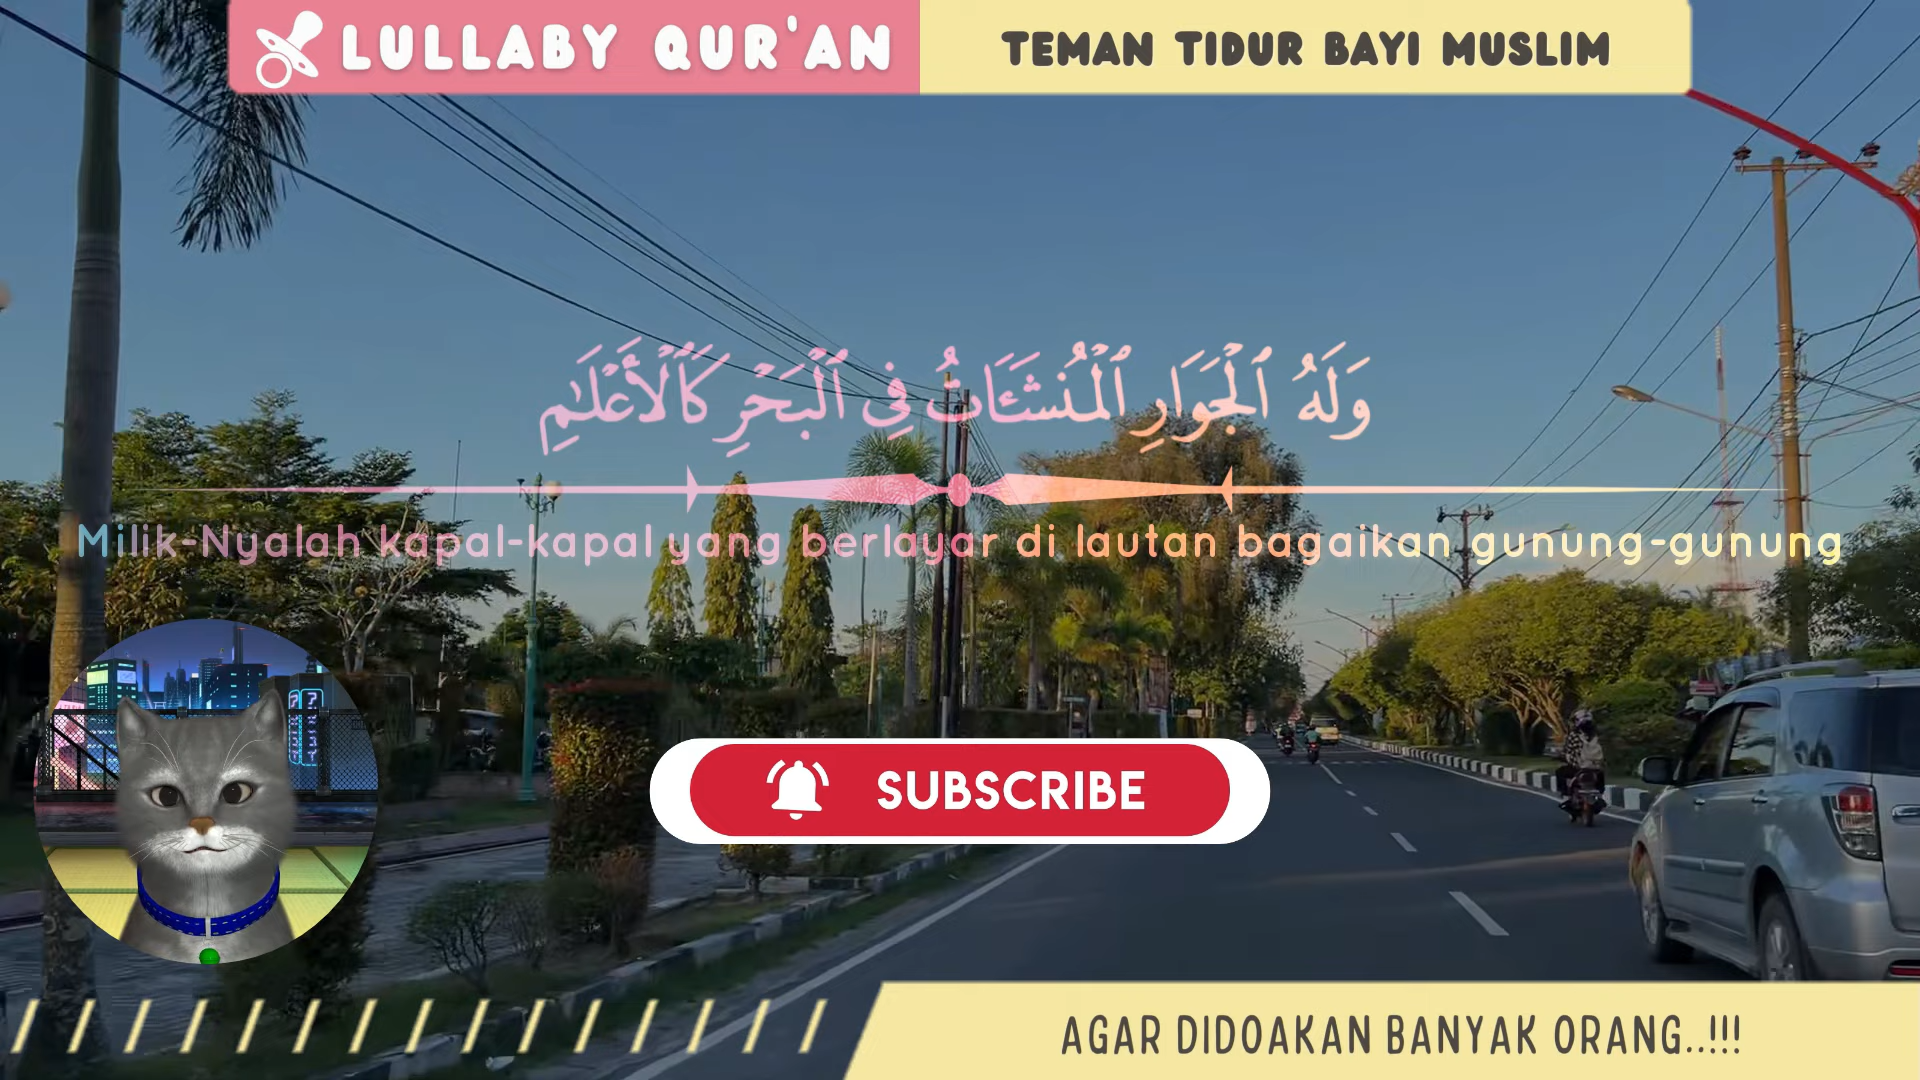 LULLABY QUR'AN
TEMAN TIDUR BAYI MUSLIM
وَلَهُ ٱلْجَوَارِ ٱلْمُنشَـَٔاتُ فِى ٱلْبَحْرِ كَٱلْأَعْلَـٰمِ
Milik-Nyalah kapal-kapal yang berlayar di lautan bagaikan gunung-gunung
SUBSCRIBE
AGAR DIDOAKAN BANYAK ORANG..!!!